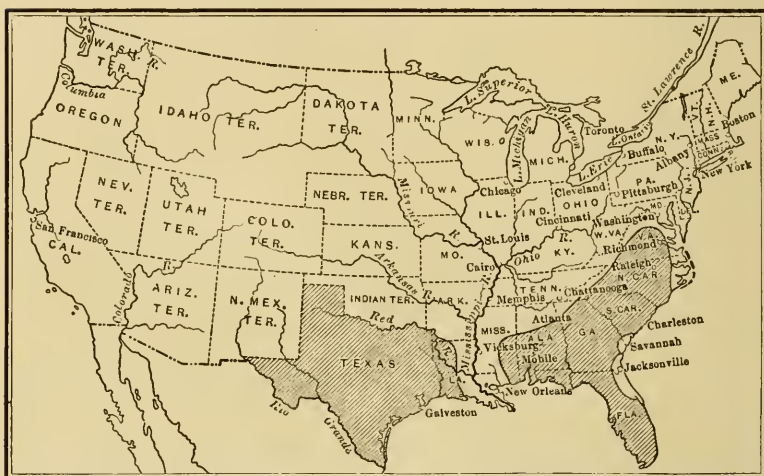 WASH. TER.
Columbia R.
OREGON
IDAHO TER.
DAKOTA TER.
MINN.
L. Superior
WIS.
L. Michigan
L. Huron
MICH.
Toronto
L. Ontario
St. Lawrence R.
ME.
VT.
N.H.
Boston
MASS
CONN.
N.Y.
Albany
Buffalo
L. Erie
New York
PA.
Pittsburgh
NEV. TER.
UTAH TER.
NEBR. TER.
IOWA
Missouri R.
Chicago
ILL.
IND.
Cleveland
OHIO
Cincinnati
Washington
MD.
N.J.
San Francisco
CAL.
COLO. TER.
KANS.
MO.
St. Louis
Cairo
Ohio R.
KY.
W. VA.
VA.
Richmond
Raleigh
N. CAR.
Colorado R.
ARIZ. TER.
N. MEX. TER.
INDIAN TER.
Arkansas R.
ARK.
Memphis
TENN.
Chattanooga
S. CAR.
Atlanta
Charleston
Red R.
TEXAS
Mississippi R.
MISS.
Vicksburg
ALA
Mobile
GA.
Savannah
Jacksonville
LA.
New Orleans
FLA.
Rio Grande
Galveston